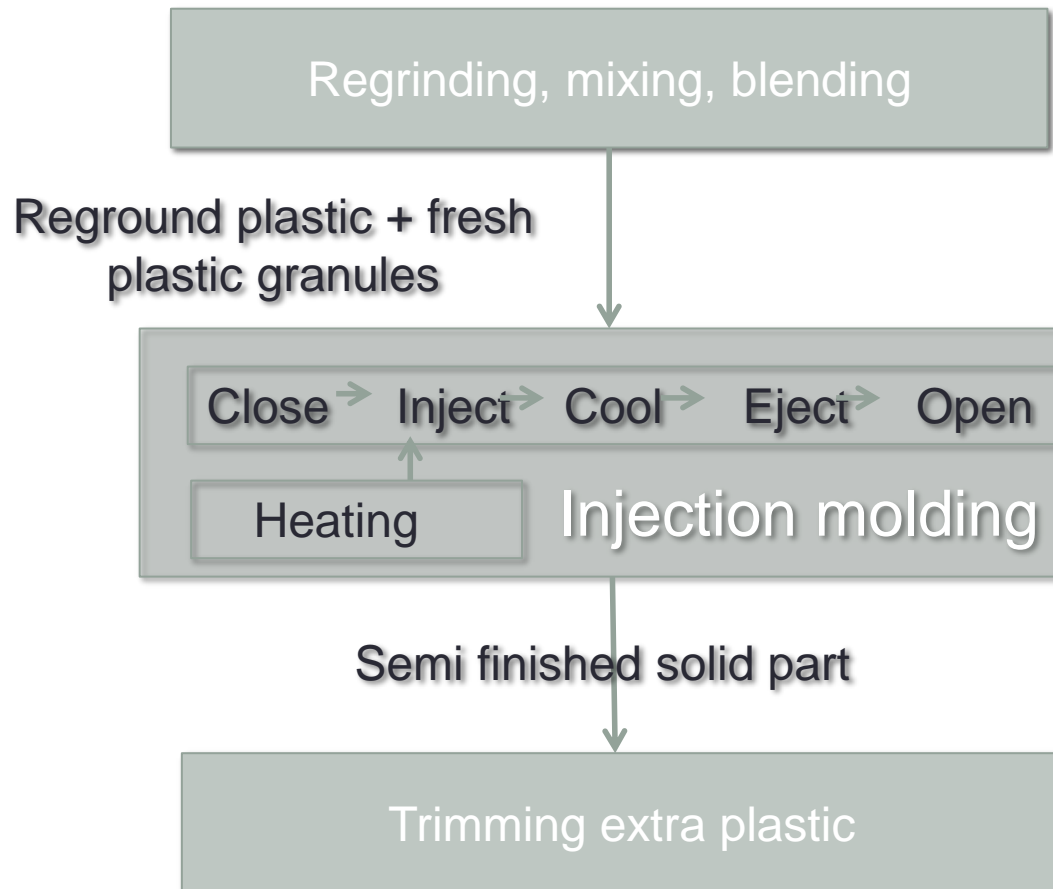 Regrinding, mixing, blending
Reground plastic + fresh
plastic granules
Close Inject Cool Eject Open
Heating
Injection molding
Semi finished solid part
Trimming extra plastic